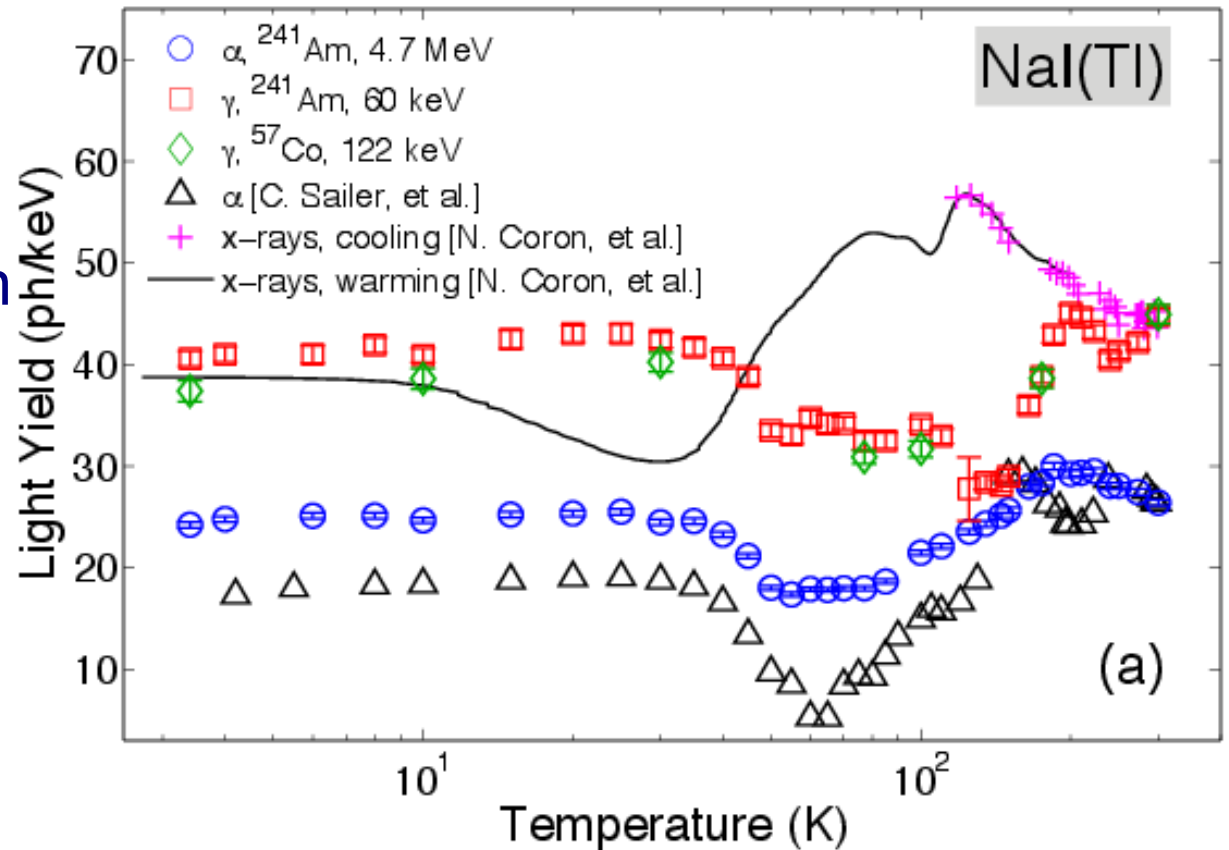 α, ²⁴¹Am, 4.7 MeV
γ, ²⁴¹Am, 60 keV
γ, ⁵⁷Co, 122 keV
α [C. Sailer, et al.]
x−rays, cooling [N. Coron, et al.]
x−rays, warming [N. Coron, et al.]
NaI(Tl)
n
Light Yield (ph/keV)
70
60
50
40
30
20
10
(a)
10¹
10²
Temperature (K)